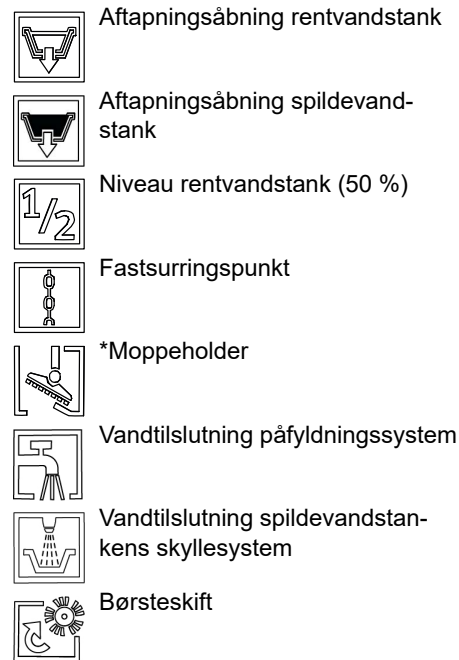 Aftapningsåbning rentvandstank
Aftapningsåbning spildevand-
stank
1/2
Niveau rentvandstank (50 %)
Fastsurringspunkt
*Moppeholder
Vandtilslutning påfyldningssystem
Vandtilslutning spildevandstan-
kens skyllesystem
Børsteskift